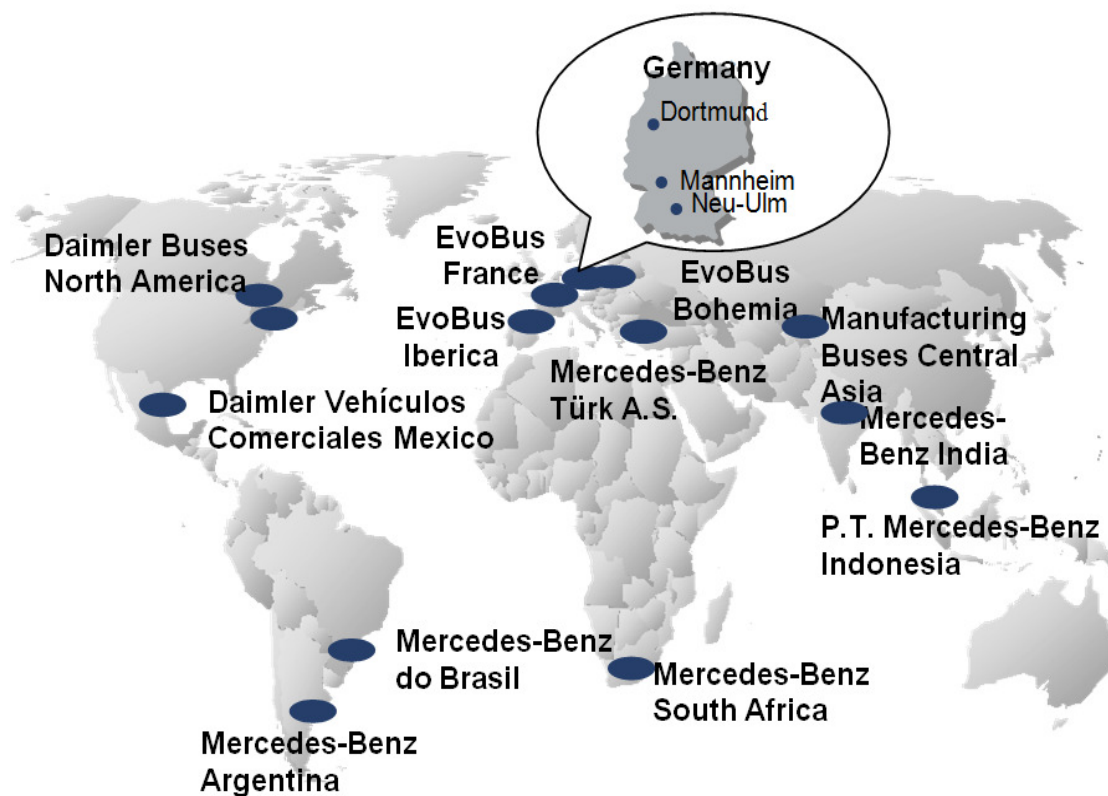 Germany
Dortmund
Mannheim
Neu-Ulm
Daimler Buses
North America
EvoBus
France
EvoBus
Iberica
EvoBus
Bohemia
Mercedes-Benz
Türk A.S.
Manufacturing
Buses Central
Asia
Daimler Vehículos
Comerciales Mexico
Mercedes-
Benz India
P.T. Mercedes-Benz
Indonesia
Mercedes-Benz
do Brasil
Mercedes-Benz
South Africa
Mercedes-Benz
Argentina